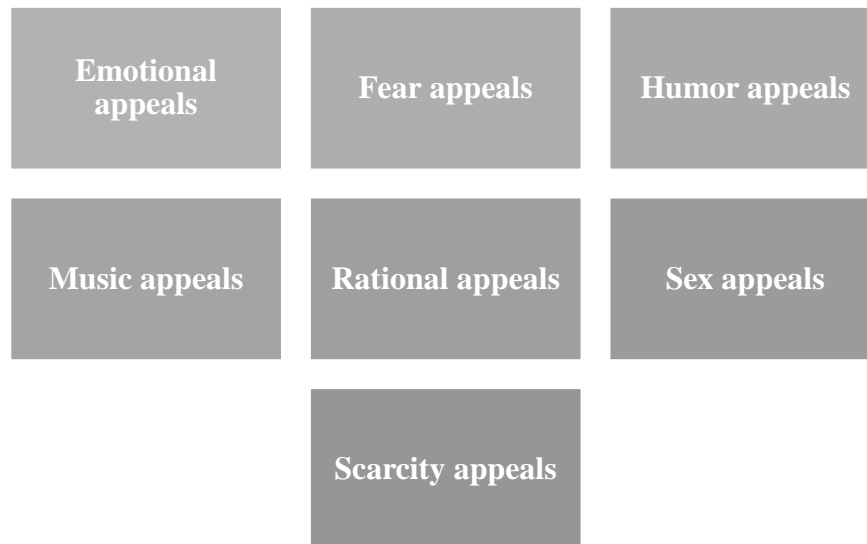 Emotional
appeals
Fear appeals
Humor appeals
Music appeals
Rational appeals
Sex appeals
Scarcity appeals